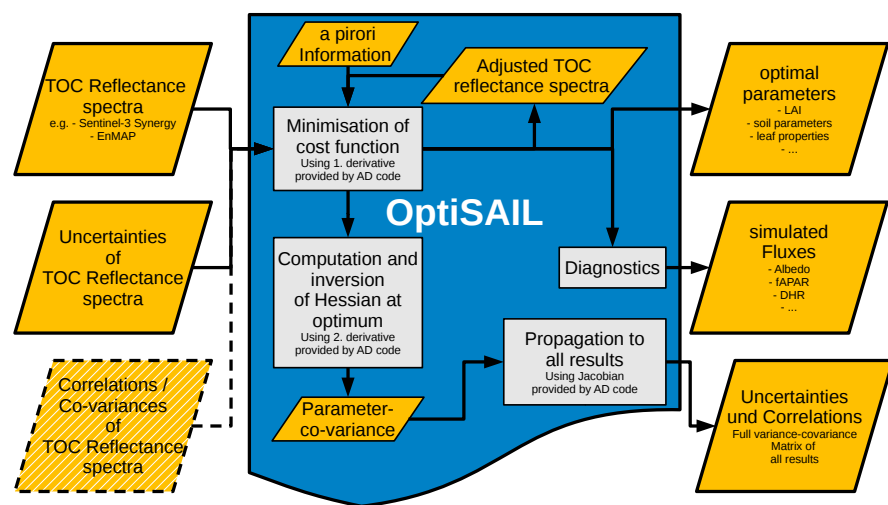 TOC Reflectance
spectra
e.g. - Sentinel-3 Synergy
- EnMAP
Uncertainties
of
TOC Reflectance
spectra
Correlations /
Co-variances
of
TOC Reflectance
spectra
a pirori
Information
Adjusted TOC
reflectance spectra
Minimisation of
cost function
Using 1. derivative
provided by AD code
OptiSAIL
Computation and
inversion
of Hessian at
optimum
Using 2. derivative
provided by AD code
Diagnostics
Propagation to
all results
Using Jacobian
provided by AD code
Parameter-
co-variance
optimal
parameters
- LAI
- soil parameters
- leaf properties
- ...
simulated
Fluxes
- Albedo
- fAPAR
- DHR
- ...
Uncertainties
und Correlations
Full variance-covariance
Matrix of
all results